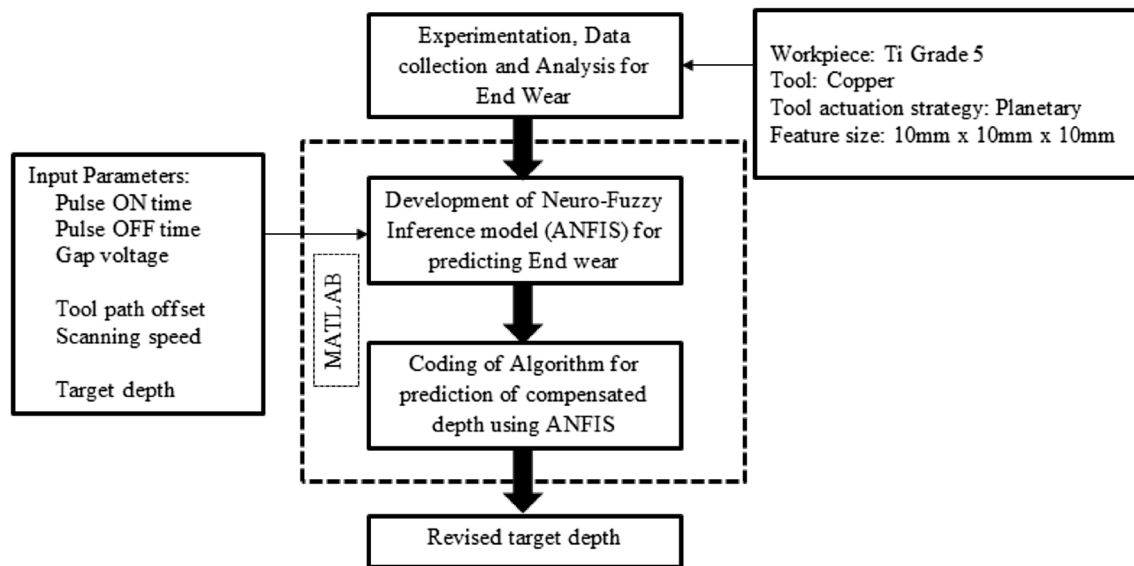 Experimentation, Data
collection and Analysis for
End Wear
Workpiece: Ti Grade 5
Tool: Copper
Tool actuation strategy: Planetary
Feature size: 10mm x 10mm x 10mm
Input Parameters:
Pulse ON time
Pulse OFF time
Gap voltage
Tool path offset
Scanning speed
Target depth
MATLAB
Development of Neuro-Fuzzy
Inference model (ANFIS) for
predicting End wear
Coding of Algorithm for
prediction of compensated
depth using ANFIS
Revised target depth